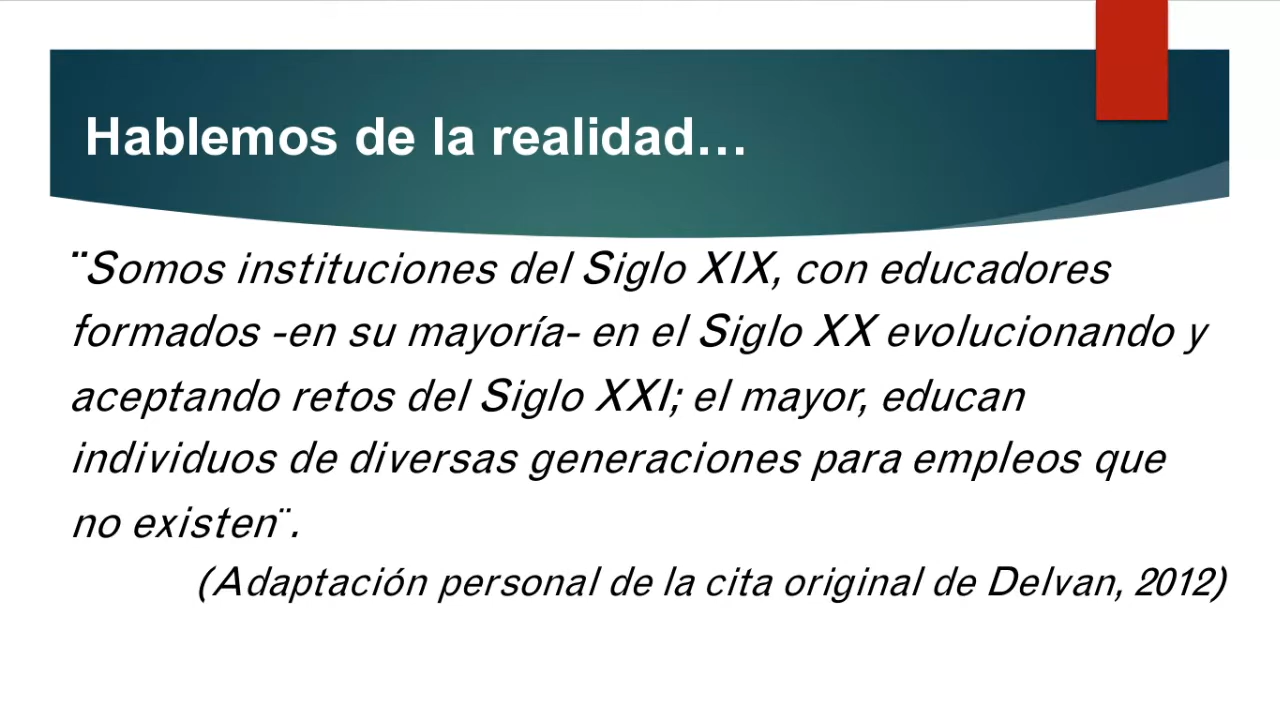 Hablemos de la realidad…
¨Somos instituciones del Siglo XIX, con educadores
formados -en su mayoría- en el Siglo XX evolucionando y
aceptando retos del Siglo XXI; el mayor, educan
individuos de diversas generaciones para empleos que
no existen¨.
(Adaptación personal de la cita original de Delvan, 2012)